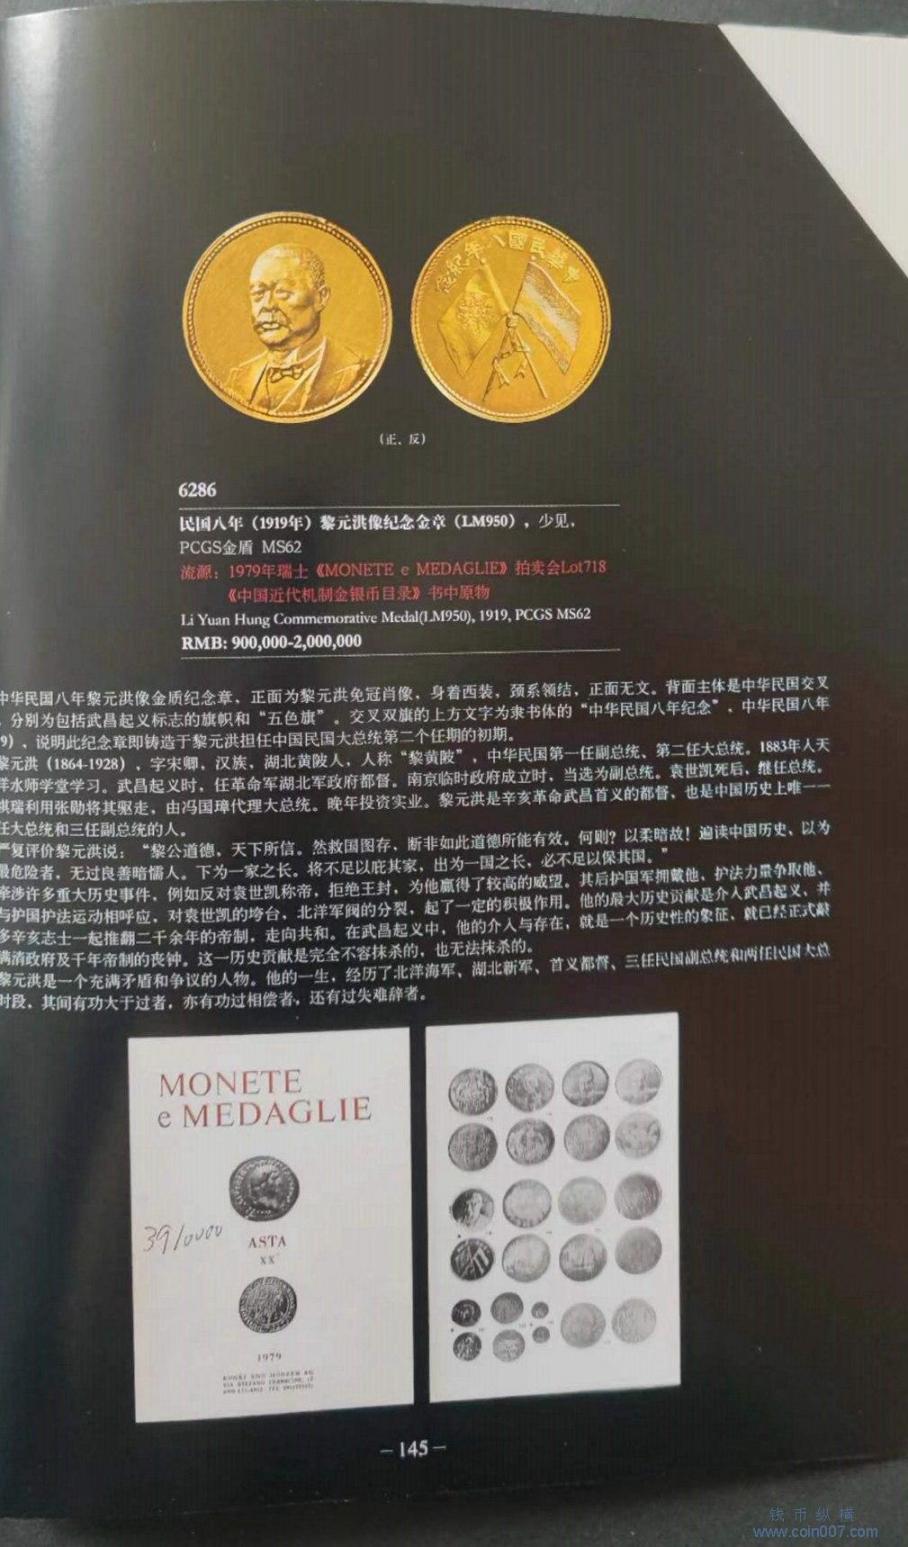 中華民國八年紀念
(正、反)
6286
民国八年（1919年）黎元洪像纪念金章（LM950），少见。
PCGS金盾 MS62
流源：1979年瑞士《MONETE e MEDAGLIE》拍卖会Lot718
《中国近代机制金银币目录》书中原物
Li Yuan Hung Commemorative Medal(LM950), 1919, PCGS MS62
RMB: 900,000-2,000,000
中华民国八年黎元洪像金质纪念章，正面为黎元洪免冠肖像，身着西装，颈系领结，正面无文。背面主体是中华民国交叉
，分别为包括武昌起义标志的旗帜和“五色旗”。交叉双旗的上方文字为隶书体的“中华民国八年纪念”，中华民国八年
9），说明此纪念章即铸造于黎元洪担任中国民国大总统第二个任期的初期。
黎元洪（1864-1928），字宋卿，汉族，湖北黄陂人，人称“黎黄陂”，中华民国第一任副总统、第二任大总统。1883年入天
洋水师学堂学习。武昌起义时，任革命军湖北军政府都督。南京临时政府成立时，当选为副总统。袁世凯死后，继任总统。
祺瑞利用张勋将其驱走，由冯国璋代理大总统。晚年投资实业。黎元洪是辛亥革命武昌首义的都督，也是中国历史上唯一一
任大总统和三任副总统的人。
严复评价黎元洪说：“黎公道德，天下所信。然救国图存，断非如此道德所能有效。何则？以柔暗故！遍读中国历史，以为
最危险者，无过良善暗懦人。下为一家之长，将不足以庇其家，出为一国之长，必不足以保其国。”
牵涉许多重大历史事件，例如反对袁世凯称帝，拒绝王封，为他赢得了较高的威望。其后护国军拥戴他、护法力量争取他，
与护国护法运动相呼应，对袁世凯的垮台，北洋军阀的分裂，起了一定的积极作用。他的最大历史贡献是介入武昌起义，并
多辛亥志士一起推翻二千余年的帝制，走向共和。在武昌起义中，他的介入与存在，就是一个历史性的象征，就已经正式敲
满清政府及千年帝制的丧钟。这一历史贡献是完全不容抹杀的，也无法抹杀的。
黎元洪是一个充满矛盾和争议的人物。他的一生，经历了北洋海军、湖北新军、首义都督、三任民国副总统和两任民国大总
时段，其间有功大于过者，亦有功过相偿者，还有过失难辞者。
MONETE
e MEDAGLIE
39/0000
ASTA
XX
1979
－145－
钱币纵横
www.coin007.com